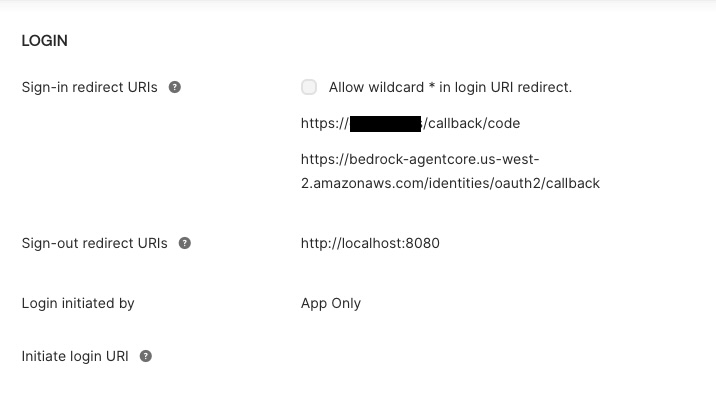 LOGIN
Sign-in redirect URIs ?
Allow wildcard * in login URI redirect.
https:// /callback/code
https://bedrock-agentcore.us-west-
2.amazonaws.com/identities/oauth2/callback
Sign-out redirect URIs ?
http://localhost:8080
Login initiated by
App Only
Initiate login URI ?